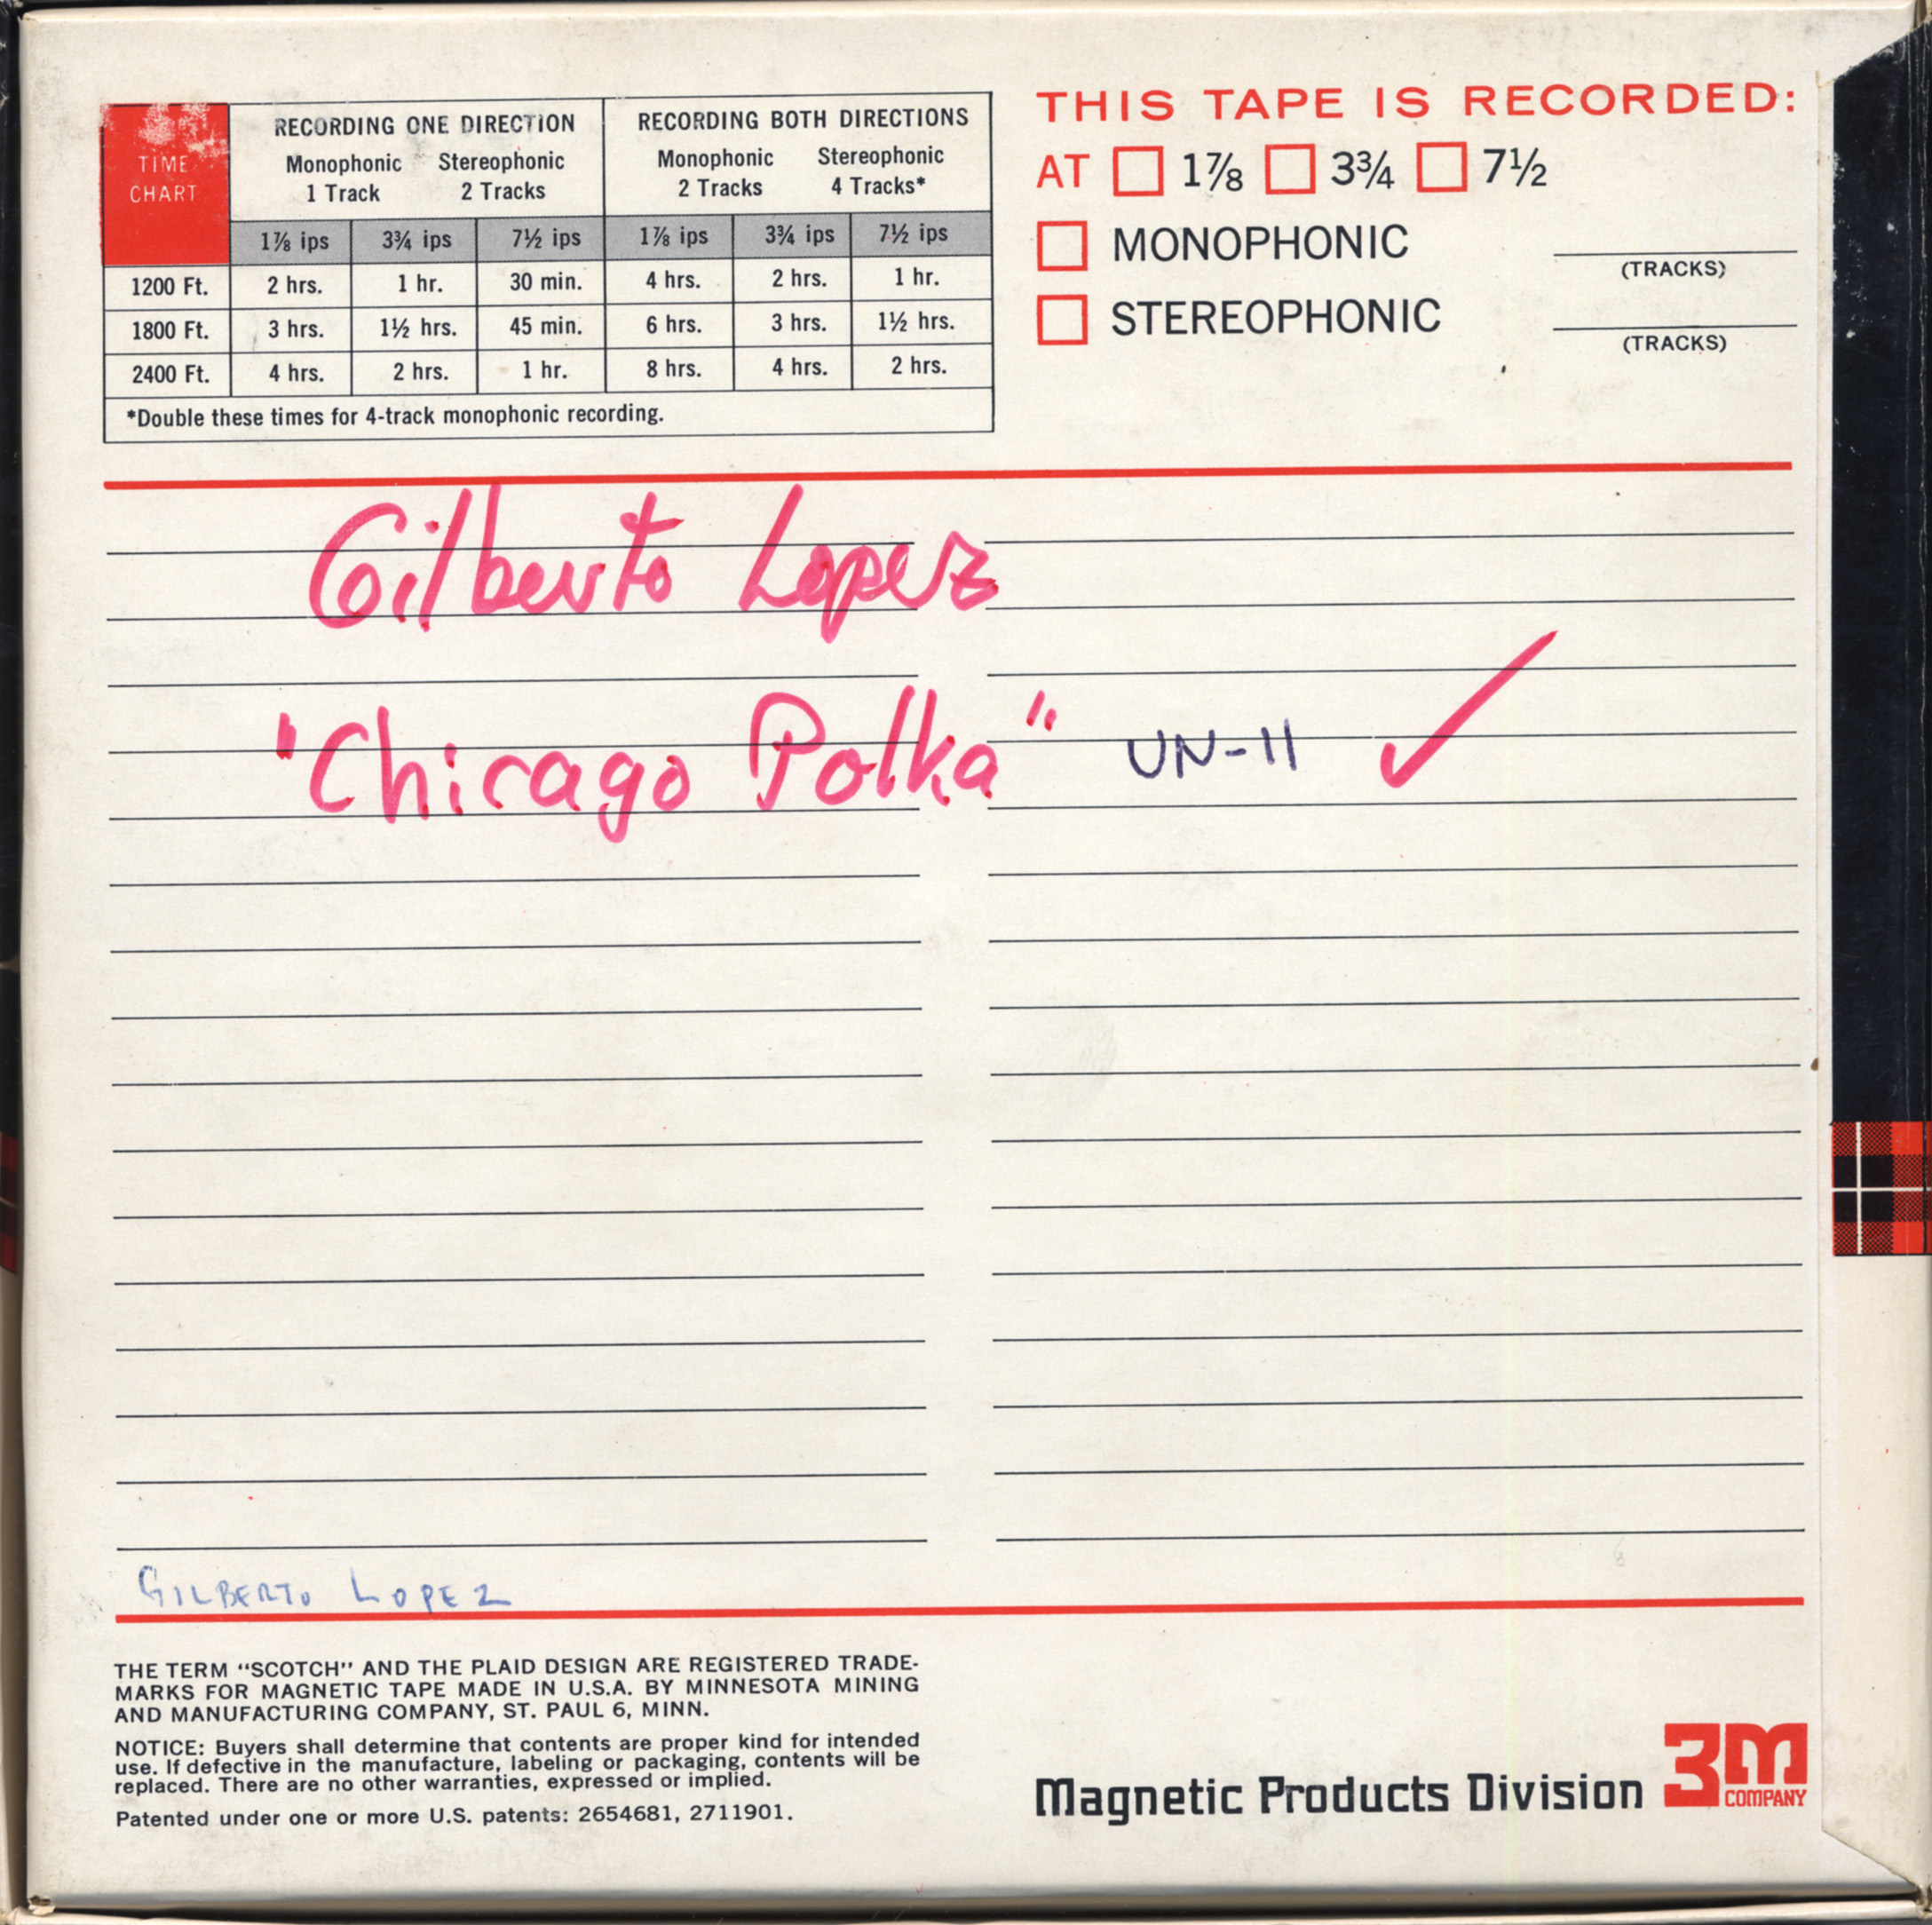 TIME CHART
RECORDING ONE DIRECTION
Monophonic Stereophonic
1 Track 2 Tracks
RECORDING BOTH DIRECTIONS
Monophonic Stereophonic
2 Tracks 4 Tracks*
1⅞ ips 3¾ ips 7½ ips 1⅞ ips 3¾ ips 7½ ips
1200 Ft. 2 hrs. 1 hr. 30 min. 4 hrs. 2 hrs. 1 hr.
1800 Ft. 3 hrs. 1½ hrs. 45 min. 6 hrs. 3 hrs. 1½ hrs.
2400 Ft. 4 hrs. 2 hrs. 1 hr. 8 hrs. 4 hrs. 2 hrs.
*Double these times for 4-track monophonic recording.
THIS TAPE IS RECORDED:
AT 1⅞ 3¾ 7½
MONOPHONIC
(TRACKS)
STEREOPHONIC
(TRACKS)
Gilberto Lopez
"Chicago Polka" UN-11 ✓
GILBERTO LOPEZ
THE TERM "SCOTCH" AND THE PLAID DESIGN ARE REGISTERED TRADE-
MARKS FOR MAGNETIC TAPE MADE IN U.S.A. BY MINNESOTA MINING
AND MANUFACTURING COMPANY, ST. PAUL 6, MINN.
NOTICE: Buyers shall determine that contents are proper kind for intended
use. If defective in the manufacture, labeling or packaging, contents will be
replaced. There are no other warranties, expressed or implied.
Patented under one or more U.S. patents: 2654681, 2711901.
Magnetic Products Division 3M COMPANY